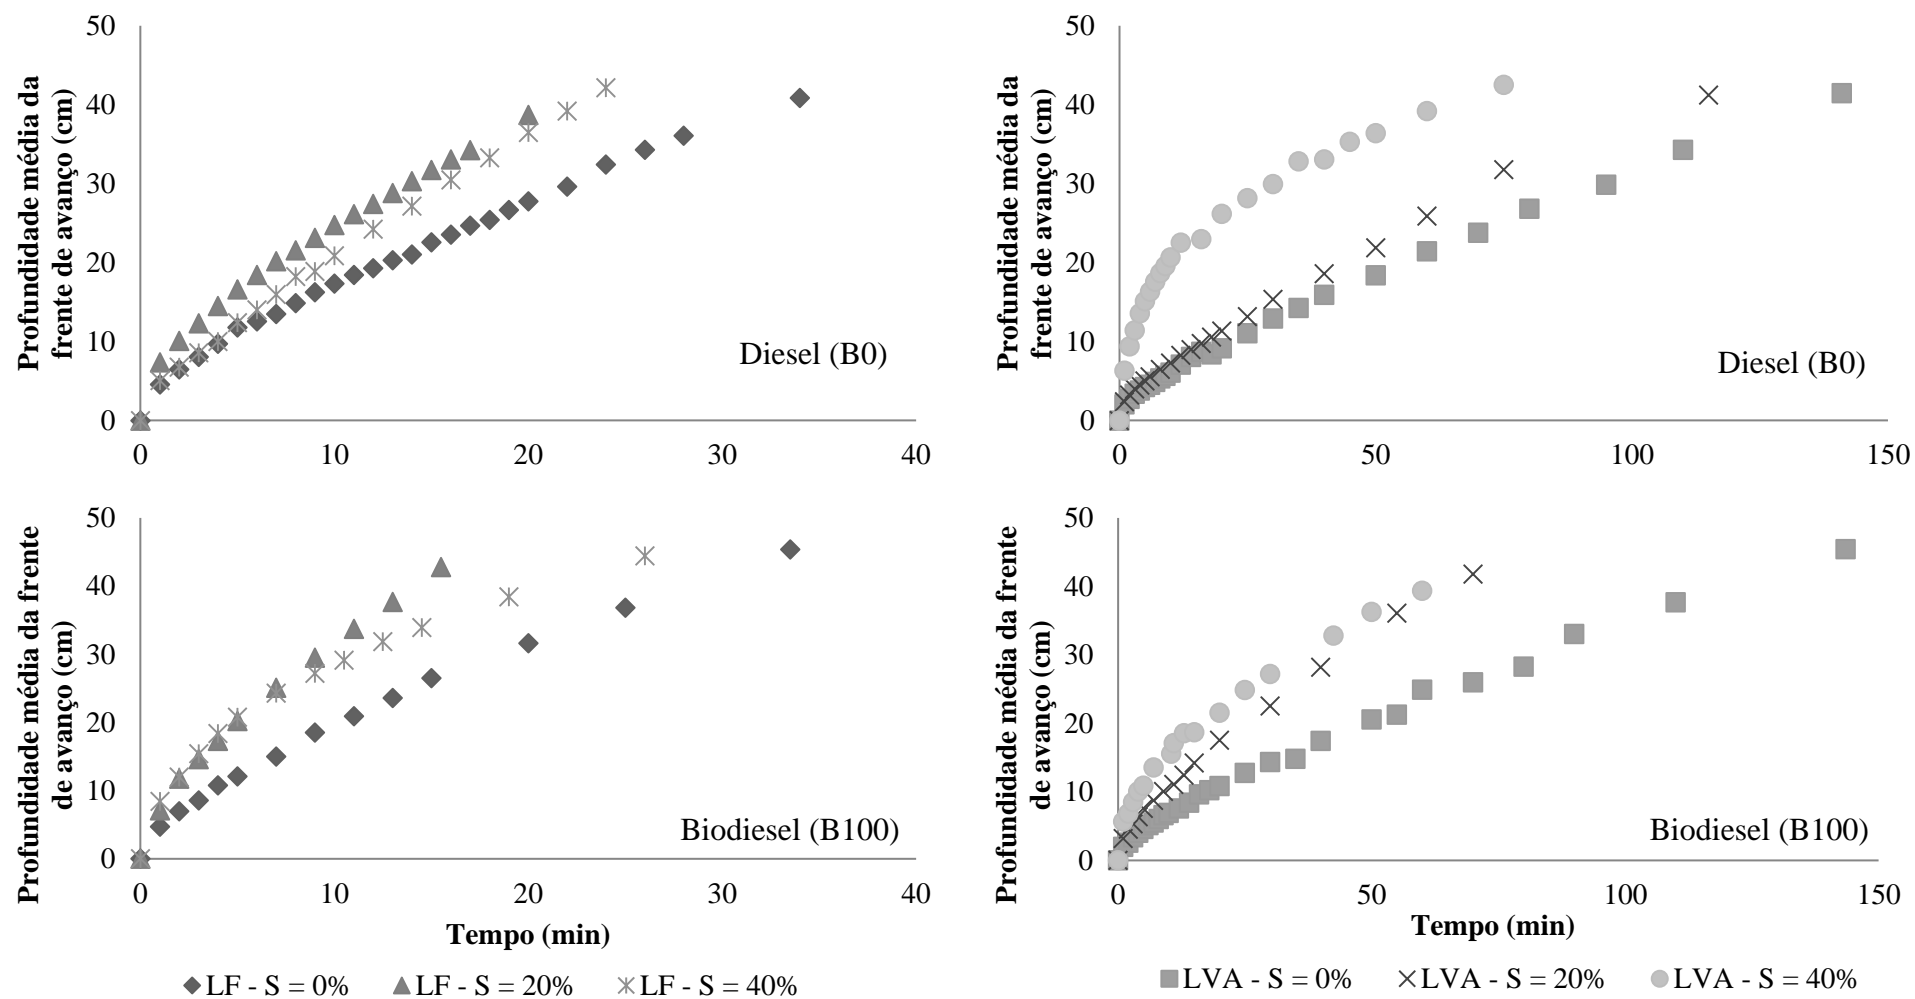 Profundidade média da
frente de avanço (cm)
50
40
30
20
10
0
Diesel (B0)
0 10 20 30 40
Profundidade média da
frente de avanço (cm)
50
40
30
20
10
0
Diesel (B0)
0 50 100 150
Profundidade média da frente
de avanço (cm)
50
40
30
20
10
0
Biodiesel (B100)
0 10 20 30 40
Tempo (min)
LF - S = 0% LF - S = 20% LF - S = 40%
Profundidade média da frente
de avanço (cm)
50
40
30
20
10
0
Biodiesel (B100)
0 50 100 150
Tempo (min)
LVA - S = 0% LVA - S = 20% LVA - S = 40%